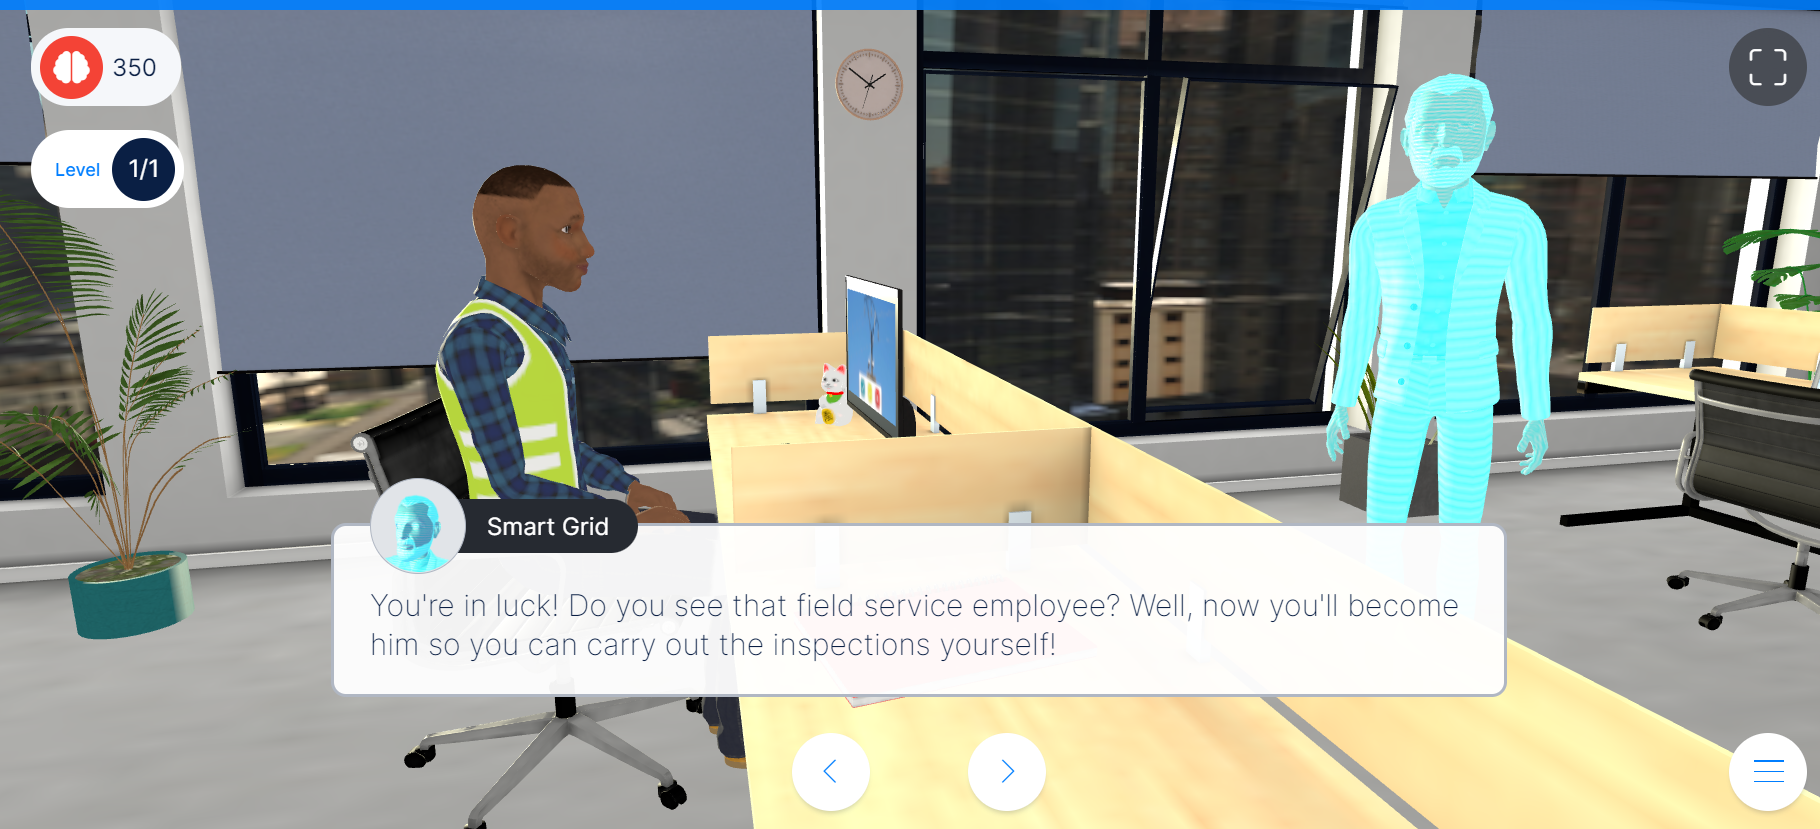 350
Level 1/1
Smart Grid
You're in luck! Do you see that field service employee? Well, now you'll become
him so you can carry out the inspections yourself!